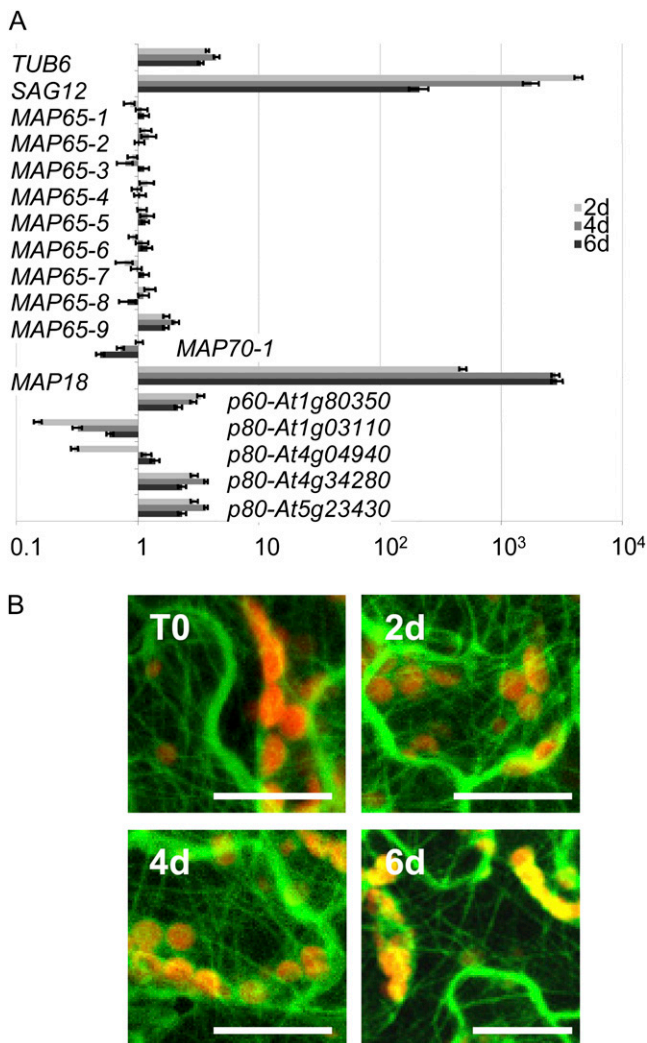 A
TUB6
SAG12
MAP65-1
MAP65-2
MAP65-3
MAP65-4
MAP65-5
MAP65-6
MAP65-7
MAP65-8
MAP65-9
MAP70-1
MAP18
p60-At1g80350
p80-At1g03110
p80-At4g04940
p80-At4g34280
p80-At5g23430
2d
4d
6d
0.1 1 10 10² 10³ 10⁴
B
T0 2d
4d 6d